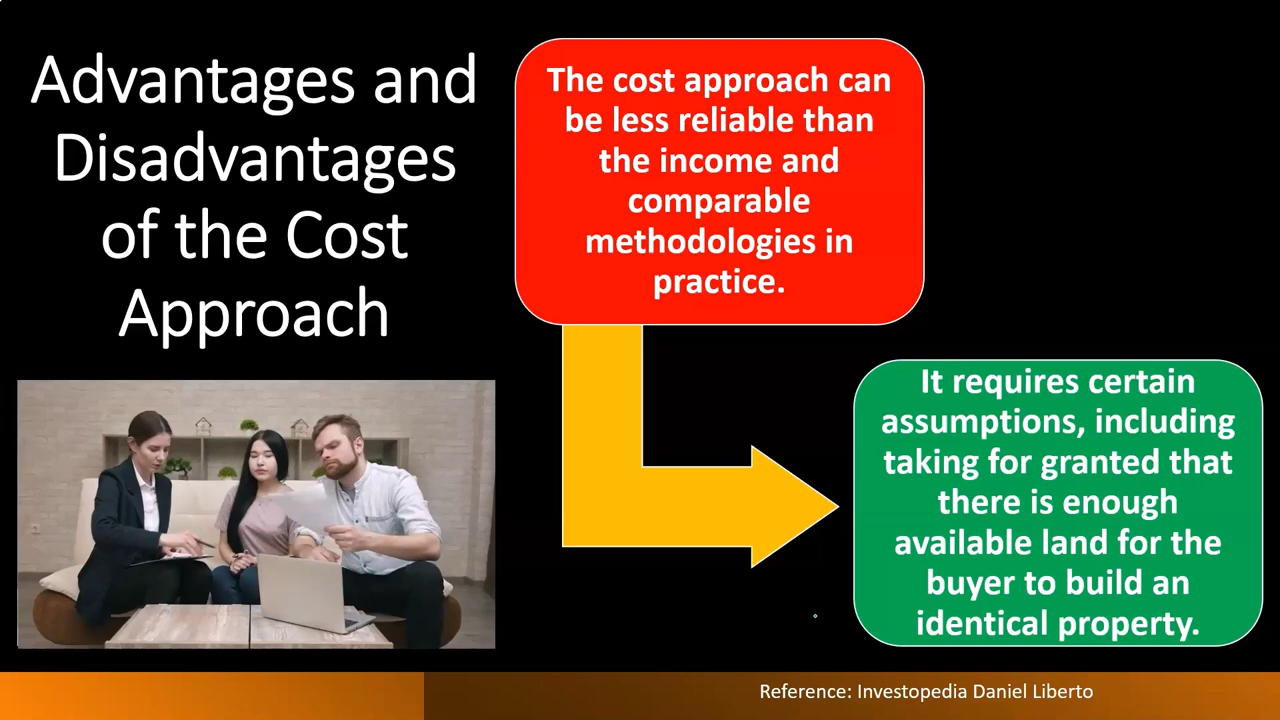 Advantages and
Disadvantages
of the Cost
Approach
The cost approach can
be less reliable than
the income and
comparable
methodologies in
practice.
It requires certain
assumptions, including
taking for granted that
there is enough
available land for the
buyer to build an
identical property.
Reference: Investopedia Daniel Liberto